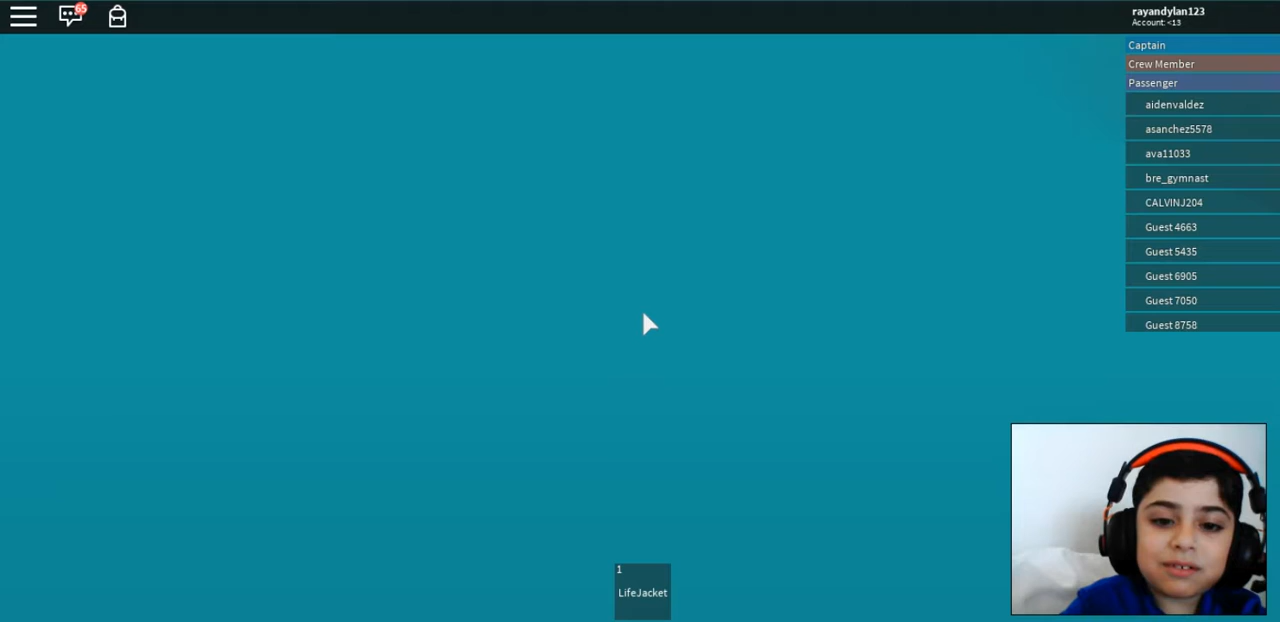 65
rayandylan123
Account: <13
Captain
Crew Member
Passenger
aidenvaldez
asanchez5578
ava11033
bre_gymnast
CALVINJ204
Guest 4663
Guest 5435
Guest 6905
Guest 7050
Guest 8758
1
LifeJacket